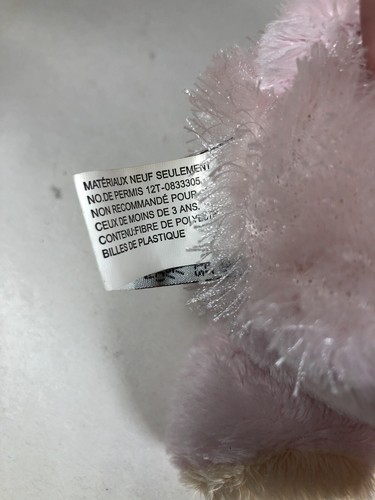 MATÉRIAUX NEUF SEULEMENT
NO.DE PERMIS 12T-0833305
NON RECOMMANDÉ POUR
CEUX DE MOINS DE 3 ANS.
CONTENU:FIBRE DE
BILLES DE PLASTIQUE